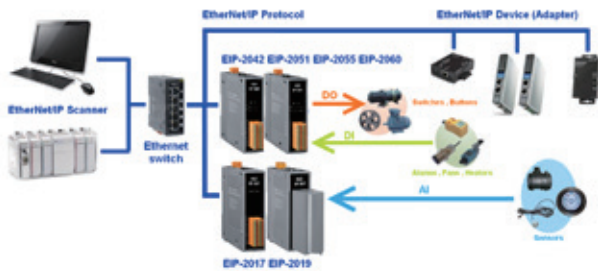 EtherNet/IP Protocol
EtherNet/IP Device (Adapter)
EIP-2042 EIP-2051 EIP-2055 EIP-2060
EtherNet/IP Scanner
Ethernet
switch
DO
Switches , Buttons
DI
Alarms , Fans , Heaters
AI
Sensors
EIP-2017 EIP-2019